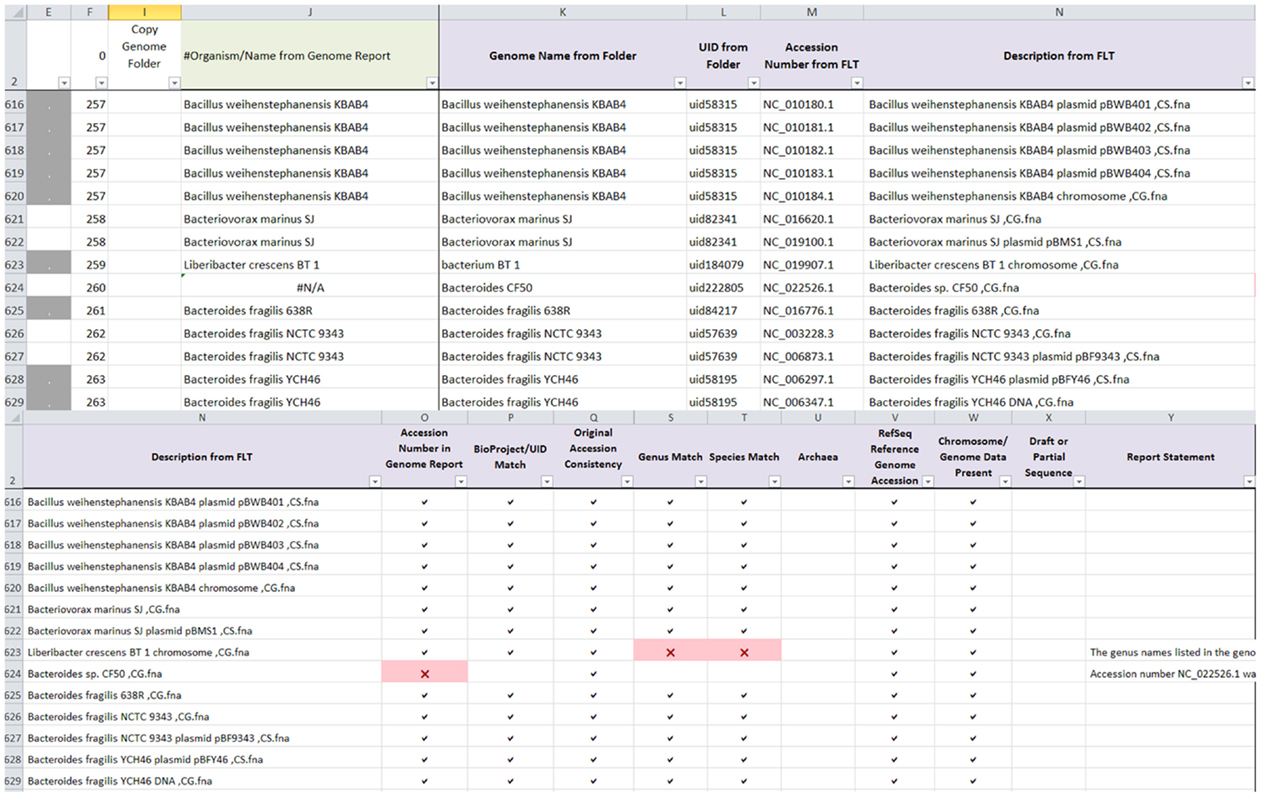 E F I J K L M N
2 0 Copy Genome Folder #Organism/Name from Genome Report Genome Name from Folder UID from Folder Accession Number from FLT Description from FLT
616 . 257 Bacillus weihenstephanensis KBAB4 Bacillus weihenstephanensis KBAB4 uid58315 NC_010180.1 Bacillus weihenstephanensis KBAB4 plasmid pBWB401 ,CS.fna
617 . 257 Bacillus weihenstephanensis KBAB4 Bacillus weihenstephanensis KBAB4 uid58315 NC_010181.1 Bacillus weihenstephanensis KBAB4 plasmid pBWB402 ,CS.fna
618 . 257 Bacillus weihenstephanensis KBAB4 Bacillus weihenstephanensis KBAB4 uid58315 NC_010182.1 Bacillus weihenstephanensis KBAB4 plasmid pBWB403 ,CS.fna
619 . 257 Bacillus weihenstephanensis KBAB4 Bacillus weihenstephanensis KBAB4 uid58315 NC_010183.1 Bacillus weihenstephanensis KBAB4 plasmid pBWB404 ,CS.fna
620 . 257 Bacillus weihenstephanensis KBAB4 Bacillus weihenstephanensis KBAB4 uid58315 NC_010184.1 Bacillus weihenstephanensis KBAB4 chromosome ,CG.fna
621 258 Bacteriovorax marinus SJ Bacteriovorax marinus SJ uid82341 NC_016620.1 Bacteriovorax marinus SJ ,CG.fna
622 258 Bacteriovorax marinus SJ Bacteriovorax marinus SJ uid82341 NC_019100.1 Bacteriovorax marinus SJ plasmid pBMS1 ,CS.fna
623 . 259 Liberibacter crescens BT 1 bacterium BT 1 uid184079 NC_019907.1 Liberibacter crescens BT 1 chromosome ,CG.fna
624 260 #N/A Bacteroides CF50 uid222805 NC_022526.1 Bacteroides sp. CF50 ,CG.fna
625 . 261 Bacteroides fragilis 638R Bacteroides fragilis 638R uid84217 NC_016776.1 Bacteroides fragilis 638R ,CG.fna
626 262 Bacteroides fragilis NCTC 9343 Bacteroides fragilis NCTC 9343 uid57639 NC_003228.3 Bacteroides fragilis NCTC 9343 ,CG.fna
627 262 Bacteroides fragilis NCTC 9343 Bacteroides fragilis NCTC 9343 uid57639 NC_006873.1 Bacteroides fragilis NCTC 9343 plasmid pBF9343 ,CS.fna
628 . 263 Bacteroides fragilis YCH46 Bacteroides fragilis YCH46 uid58195 NC_006297.1 Bacteroides fragilis YCH46 plasmid pBFY46 ,CS.fna
629 . 263 Bacteroides fragilis YCH46 Bacteroides fragilis YCH46 uid58195 NC_006347.1 Bacteroides fragilis YCH46 DNA ,CG.fna
N O P Q S T U V W X Y
2 Description from FLT Accession Number in Genome Report BioProject/UID Match Original Accession Consistency Genus Match Species Match Archaea RefSeq Reference Genome Accession Chromosome/ Genome Data Present Draft or Partial Sequence Report Statement
616 Bacillus weihenstephanensis KBAB4 plasmid pBWB401 ,CS.fna ✓ ✓ ✓ ✓ ✓ ✓ ✓
617 Bacillus weihenstephanensis KBAB4 plasmid pBWB402 ,CS.fna ✓ ✓ ✓ ✓ ✓ ✓ ✓
618 Bacillus weihenstephanensis KBAB4 plasmid pBWB403 ,CS.fna ✓ ✓ ✓ ✓ ✓ ✓ ✓
619 Bacillus weihenstephanensis KBAB4 plasmid pBWB404 ,CS.fna ✓ ✓ ✓ ✓ ✓ ✓ ✓
620 Bacillus weihenstephanensis KBAB4 chromosome ,CG.fna ✓ ✓ ✓ ✓ ✓ ✓ ✓
621 Bacteriovorax marinus SJ ,CG.fna ✓ ✓ ✓ ✓ ✓ ✓ ✓
622 Bacteriovorax marinus SJ plasmid pBMS1 ,CS.fna ✓ ✓ ✓ ✓ ✓ ✓ ✓
623 Liberibacter crescens BT 1 chromosome ,CG.fna ✓ ✓ ✓ ✗ ✗ ✓ ✓ The genus names listed in the geno
624 Bacteroides sp. CF50 ,CG.fna ✗ ✓ ✓ ✓ Accession number NC_022526.1 wa
625 Bacteroides fragilis 638R ,CG.fna ✓ ✓ ✓ ✓ ✓ ✓ ✓
626 Bacteroides fragilis NCTC 9343 ,CG.fna ✓ ✓ ✓ ✓ ✓ ✓ ✓
627 Bacteroides fragilis NCTC 9343 plasmid pBF9343 ,CS.fna ✓ ✓ ✓ ✓ ✓ ✓ ✓
628 Bacteroides fragilis YCH46 plasmid pBFY46 ,CS.fna ✓ ✓ ✓ ✓ ✓ ✓ ✓
629 Bacteroides fragilis YCH46 DNA ,CG.fna ✓ ✓ ✓ ✓ ✓ ✓ ✓